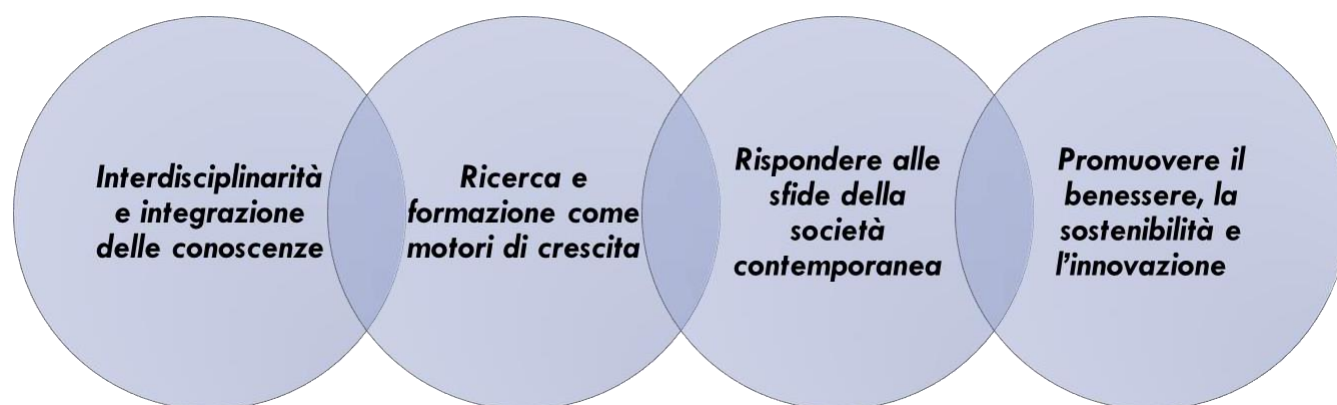 Interdisciplinarità
e integrazione
delle conoscenze
Ricerca e
formazione come
motori di crescita
Rispondere alle
sfide della
società
contemporanea
Promuovere il
benessere, la
sostenibilità e
l'innovazione